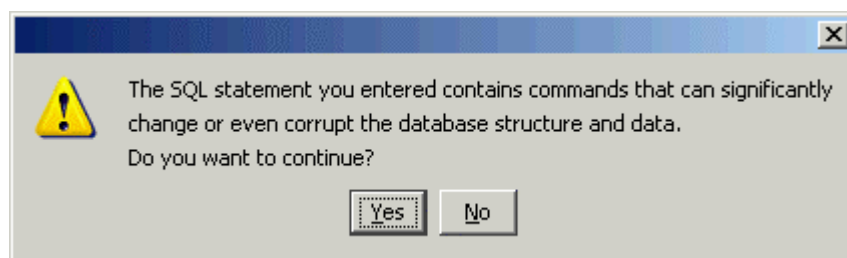 The SQL statement you entered contains commands that can significantly
change or even corrupt the database structure and data.
Do you want to continue?
Yes No